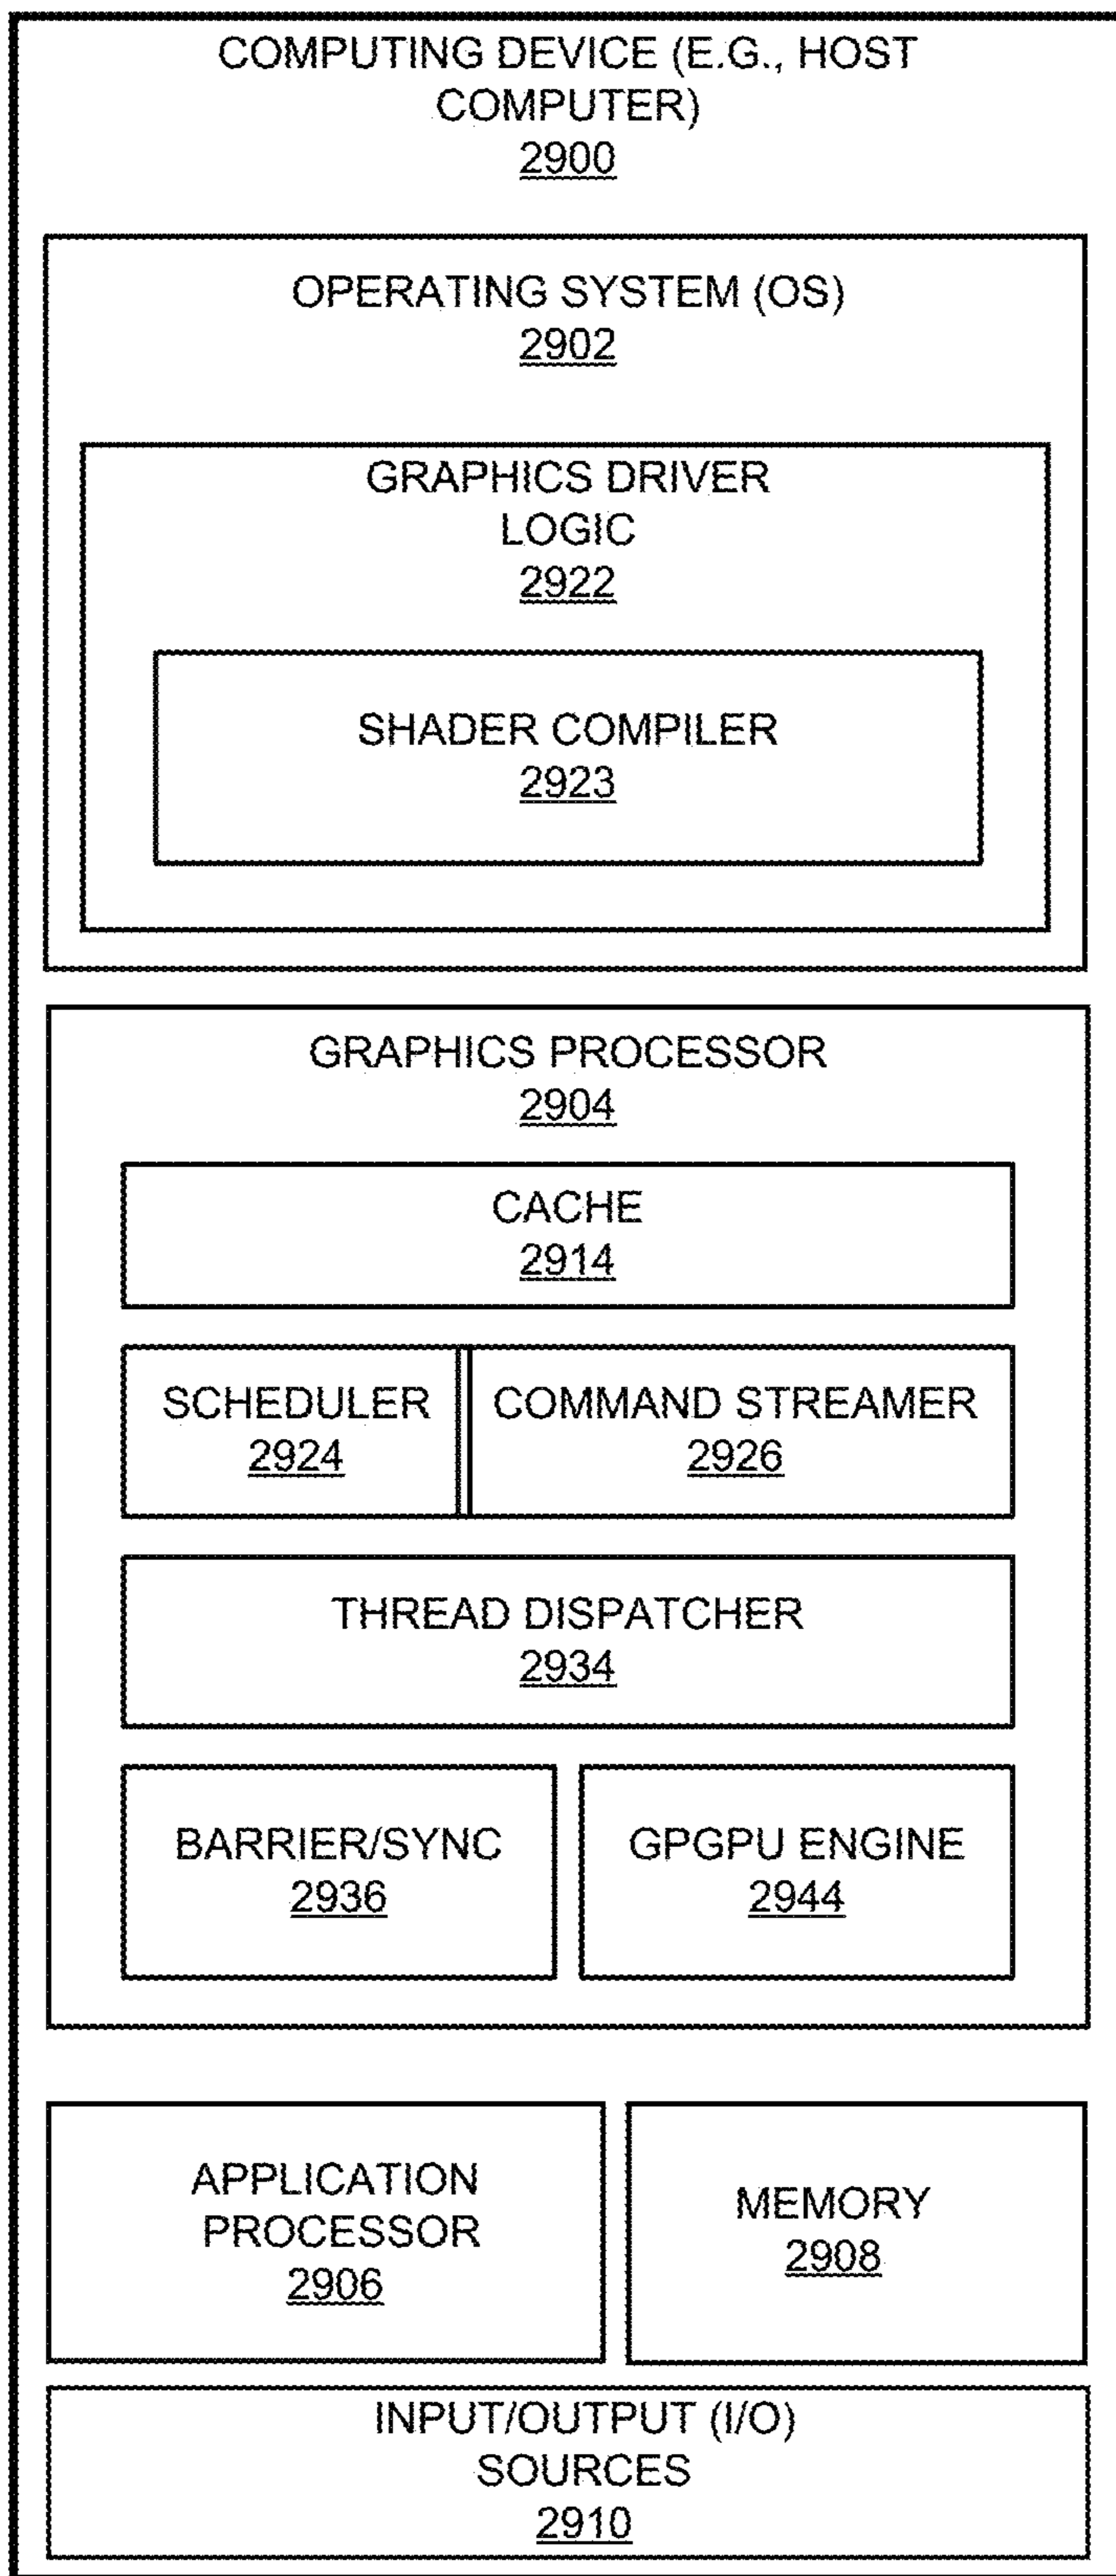 COMPUTING DEVICE (E.G., HOST
COMPUTER)
2900
OPERATING SYSTEM (OS)
2902
GRAPHICS DRIVER
LOGIC
2922
SHADER COMPILER
2923
GRAPHICS PROCESSOR
2904
CACHE
2914
SCHEDULER
2924
COMMAND STREAMER
2926
THREAD DISPATCHER
2934
BARRIER/SYNC
2936
GPGPU ENGINE
2944
APPLICATION
PROCESSOR
2906
MEMORY
2908
INPUT/OUTPUT (I/O)
SOURCES
2910